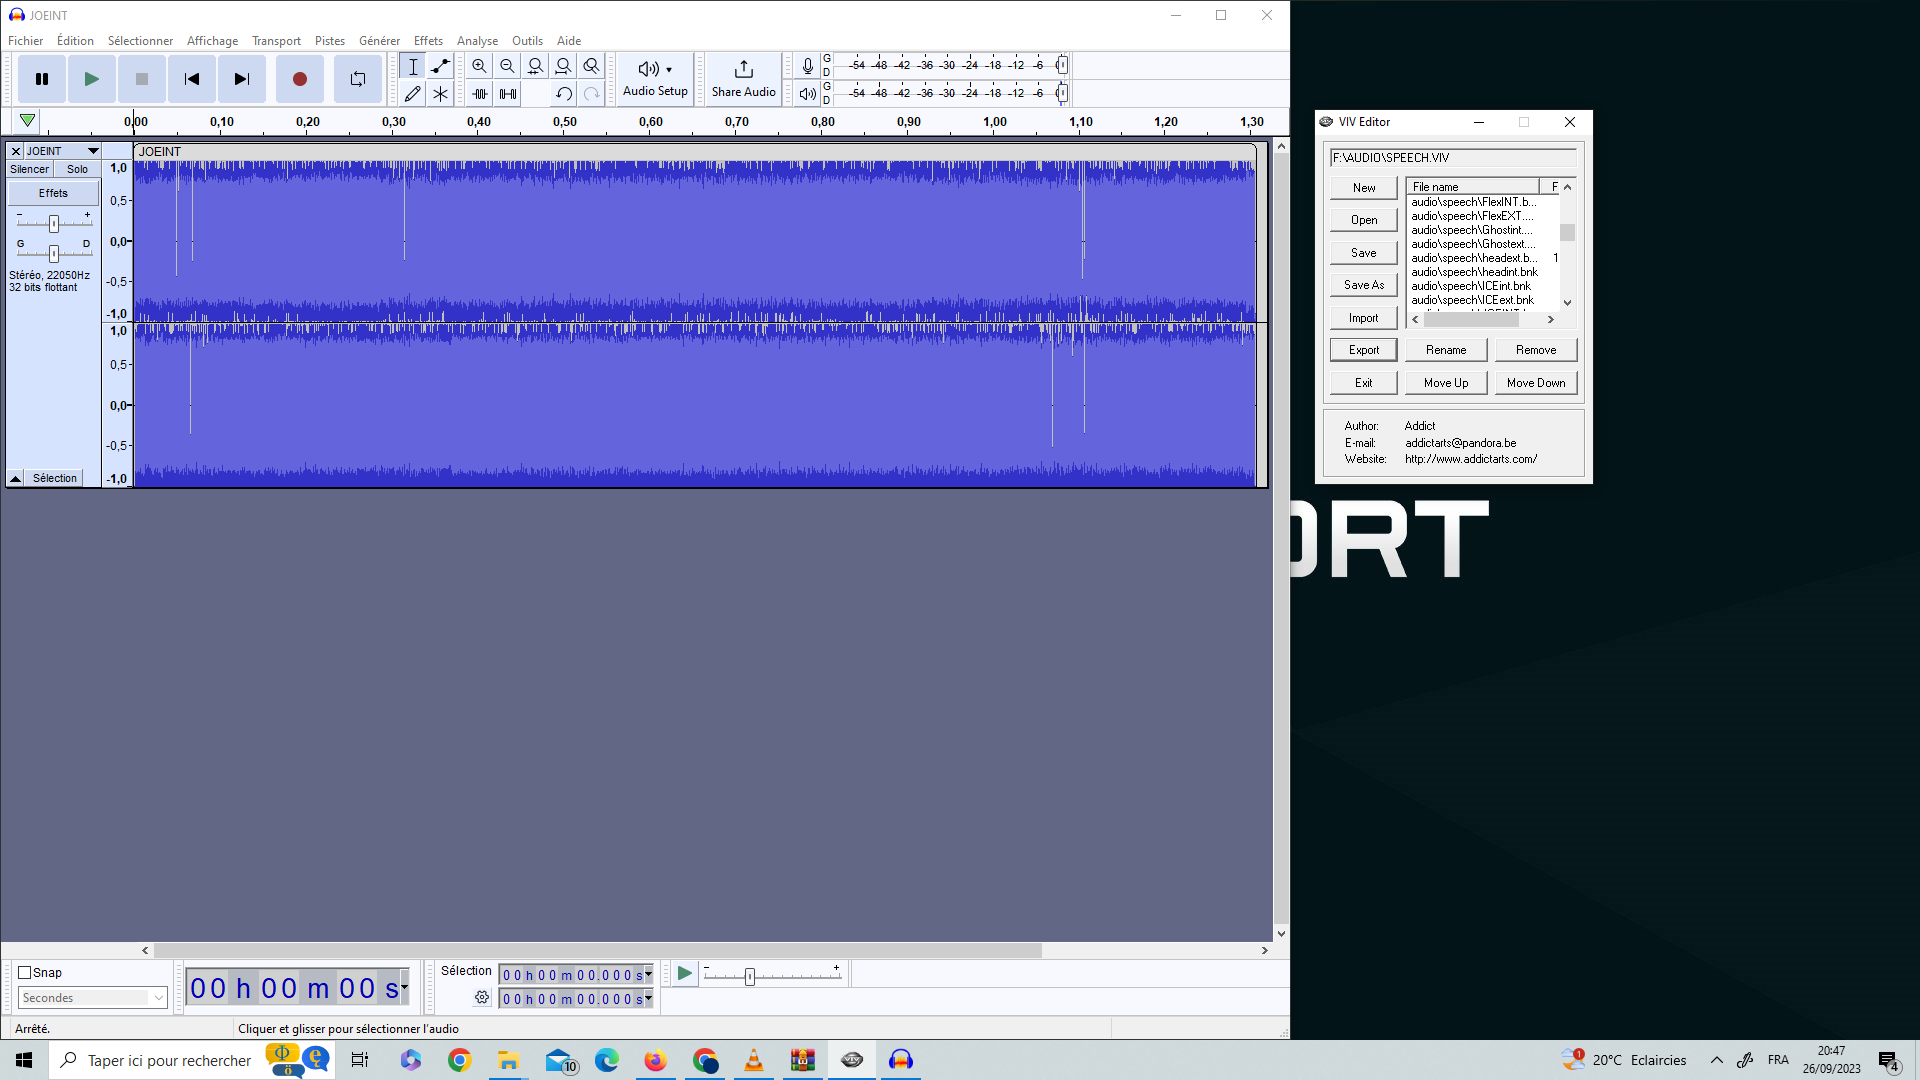 JOEINT
Fichier Édition Sélectionner Affichage Transport Pistes Générer Effets Analyse Outils Aide
Audio Setup
Share Audio
G
D
-54 -48 -42 -36 -30 -24 -18 -12 -6
G
D
-54 -48 -42 -36 -30 -24 -18 -12 -6
0,00 0,10 0,20 0,30 0,40 0,50 0,60 0,70 0,80 0,90 1,00 1,10 1,20 1,30
JOEINT
Silencer Solo
Effets
- +
G D
Stéréo, 22050Hz
32 bits flottant
Sélection
1,0
0,5-
0,0-
-0,5-
-1,0
1,0
0,5-
0,0-
-0,5-
-1,0
JOEINT
Snap
Secondes
00 h 00 m 00 s
Sélection
00 h 00 m 00.000 s
00 h 00 m 00.000 s
- +
Arrêté.
Cliquer et glisser pour sélectionner l'audio
VIV Editor
F:\AUDIO\SPEECH.VIV
New
Open
Save
Save As
Import
Export
Exit
File name F
audio\speech\FlexINT.b...
audio\speech\FlexEXT....
audio\speech\Ghostint....
audio\speech\Ghostext....
audio\speech\headext.b... 1
audio\speech\headint.bnk
audio\speech\ICEint.bnk
audio\speech\ICEext.bnk
Rename Remove
Move Up Move Down
Author: Addict
E-mail: addictarts@pandora.be
Website: http://www.addictarts.com/
ORT
Taper ici pour rechercher
10
1
20°C Eclaircies
FRA
20:47
26/09/2023
4